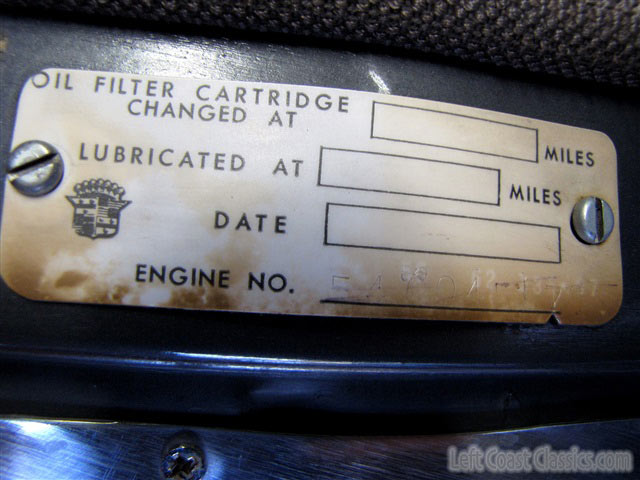 OIL FILTER CARTRIDGE
CHANGED AT
MILES
LUBRICATED AT
MILES
DATE
ENGINE NO.
Left Coast Classics.com